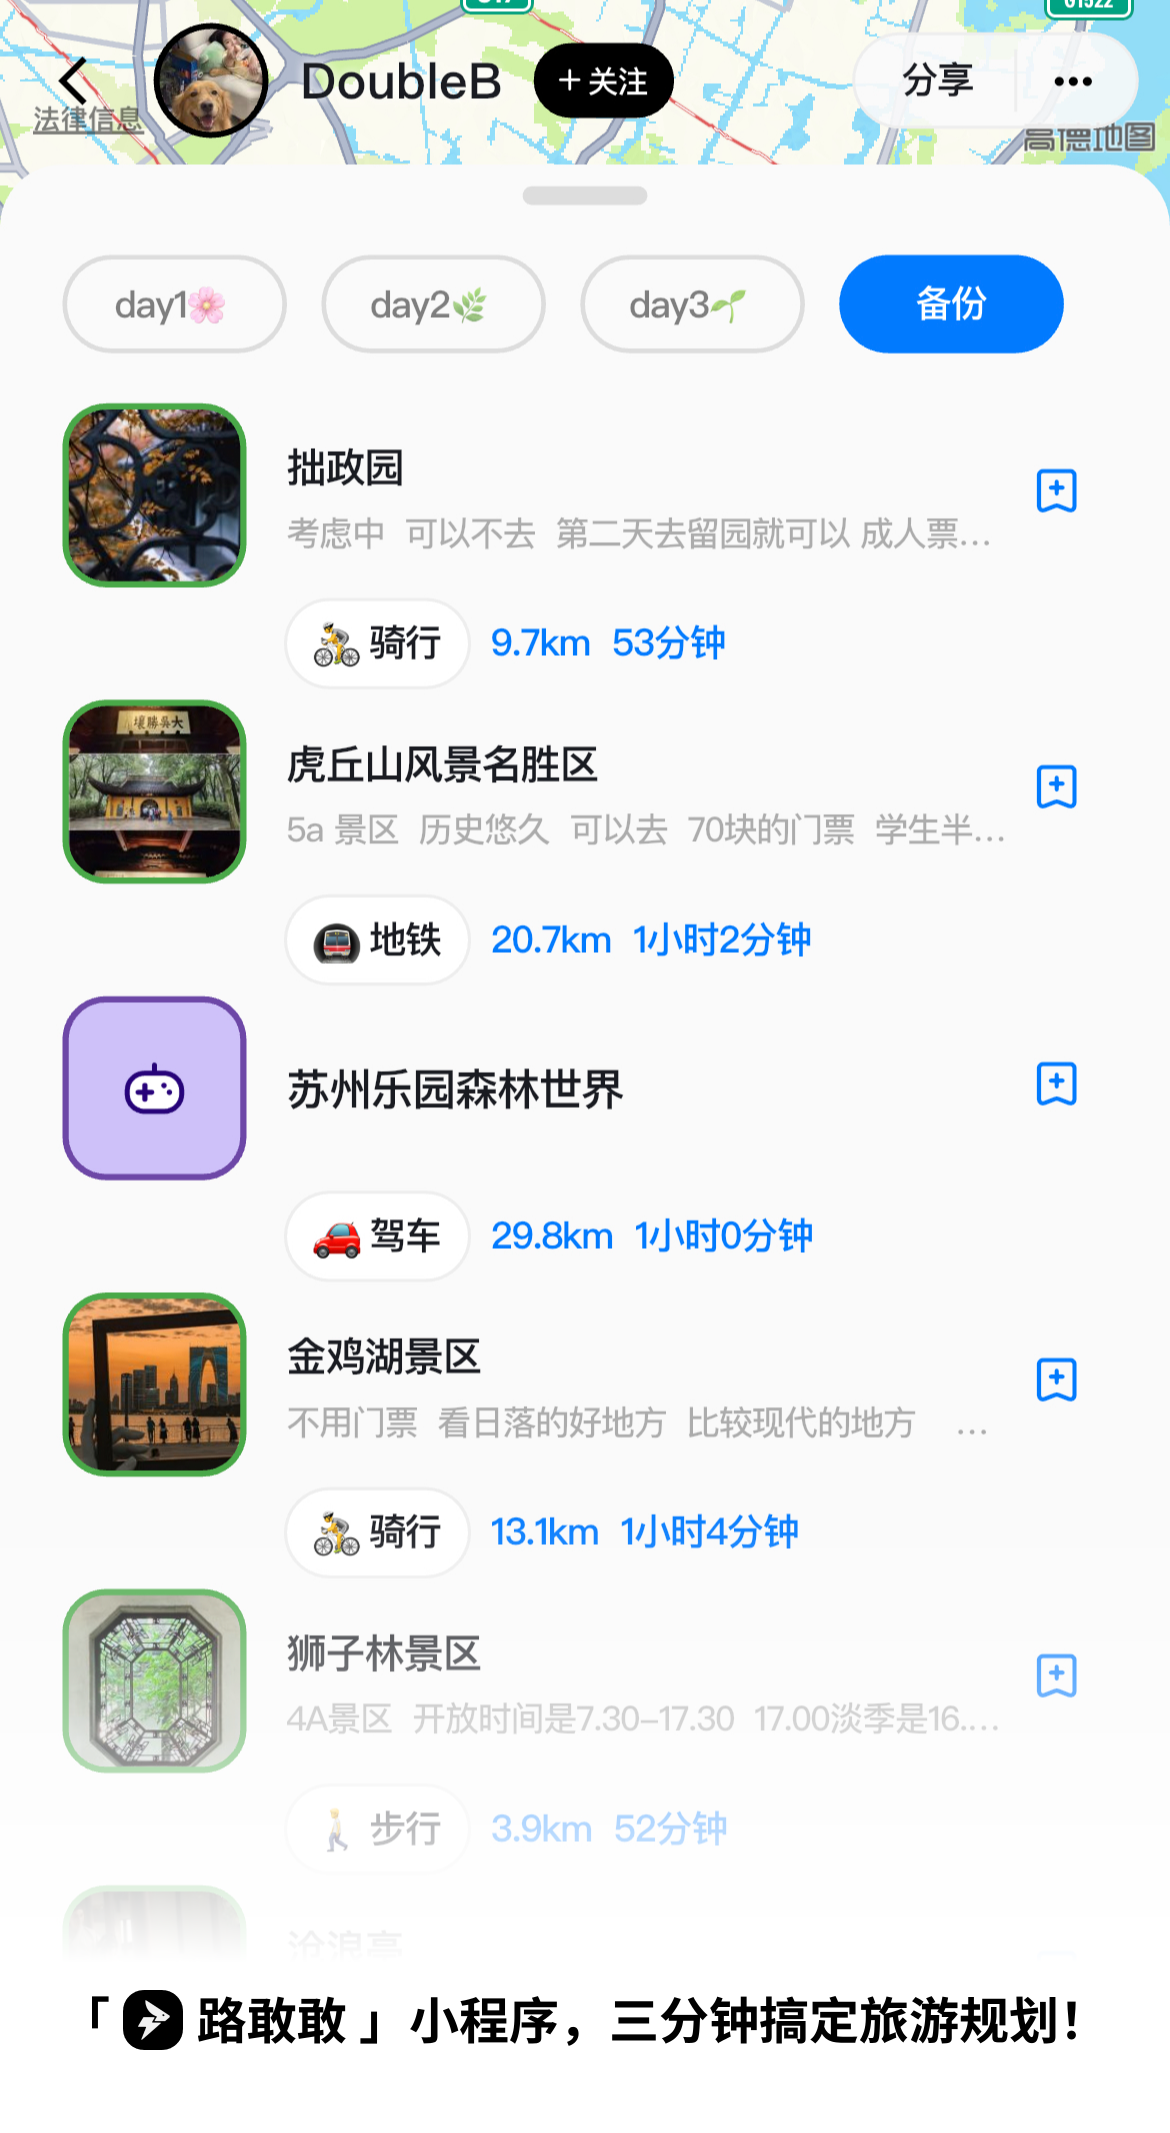 G1522
DoubleB
+关注
分享
法律信息
高德地图
day1🌸
day2🌿
day3🌱
备份
拙政园
考虑中 可以不去 第二天去留园就可以 成人票...
骑行 9.7km 53分钟
大吳勝壤
虎丘山风景名胜区
5a 景区 历史悠久 可以去 70块的门票 学生半...
地铁 20.7km 1小时2分钟
苏州乐园森林世界
驾车 29.8km 1小时0分钟
金鸡湖景区
不用门票 看日落的好地方 比较现代的地方 ...
骑行 13.1km 1小时4分钟
狮子林景区
4A景区 开放时间是7.30-17.30 17.00淡季是16....
步行 3.9km 52分钟
沧浪亭
「路敢敢」小程序，三分钟搞定旅游规划！